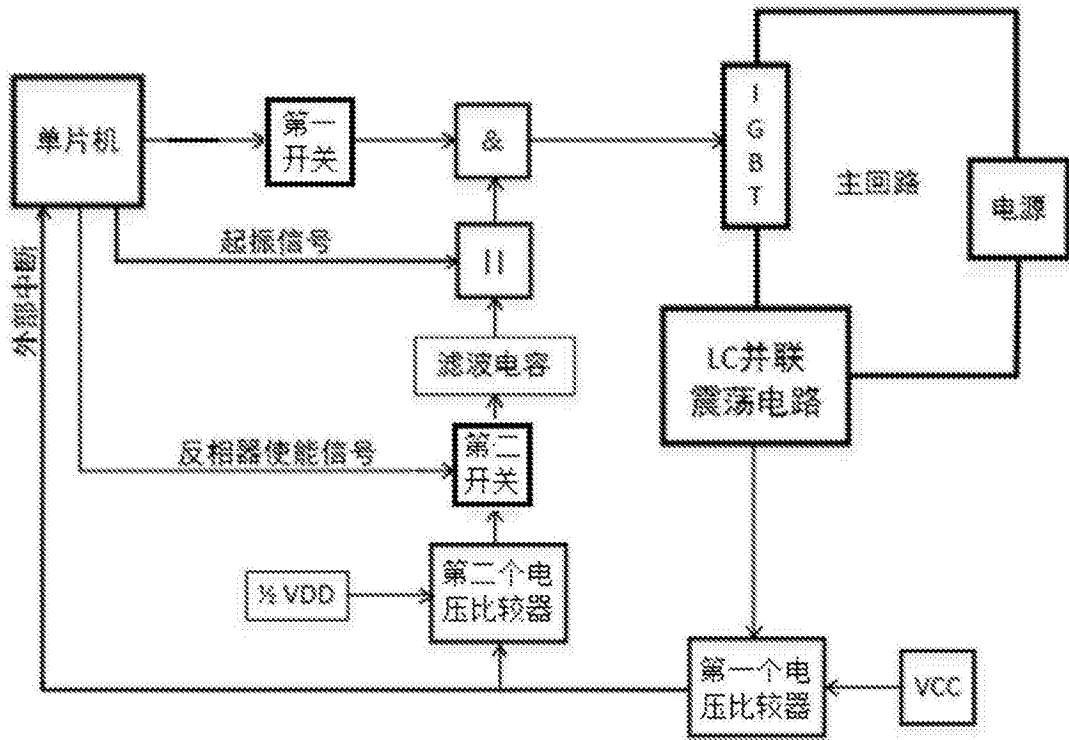 单片机
第一
开关
&
I
G
B
T
主回路
电源
起振信号
||
外部中断
滤波电容
LC并联
震荡电路
反相器使能信号
第二
开关
½ VDD
第二个电
压比较器
第一个电
压比较器
VCC